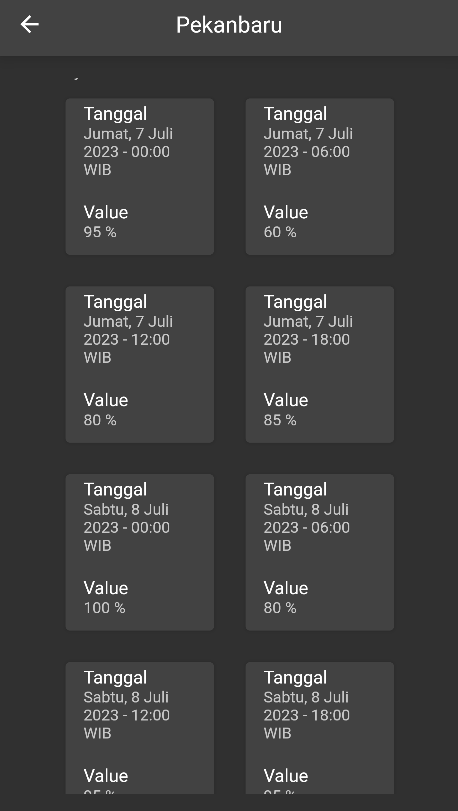 Pekanbaru
Tanggal
Jumat, 7 Juli
2023 - 00:00
WIB
Value
95 %
Tanggal
Jumat, 7 Juli
2023 - 06:00
WIB
Value
60 %
Tanggal
Jumat, 7 Juli
2023 - 12:00
WIB
Value
80 %
Tanggal
Jumat, 7 Juli
2023 - 18:00
WIB
Value
85 %
Tanggal
Sabtu, 8 Juli
2023 - 00:00
WIB
Value
100 %
Tanggal
Sabtu, 8 Juli
2023 - 06:00
WIB
Value
80 %
Tanggal
Sabtu, 8 Juli
2023 - 12:00
WIB
Value
Tanggal
Sabtu, 8 Juli
2023 - 18:00
WIB
Value